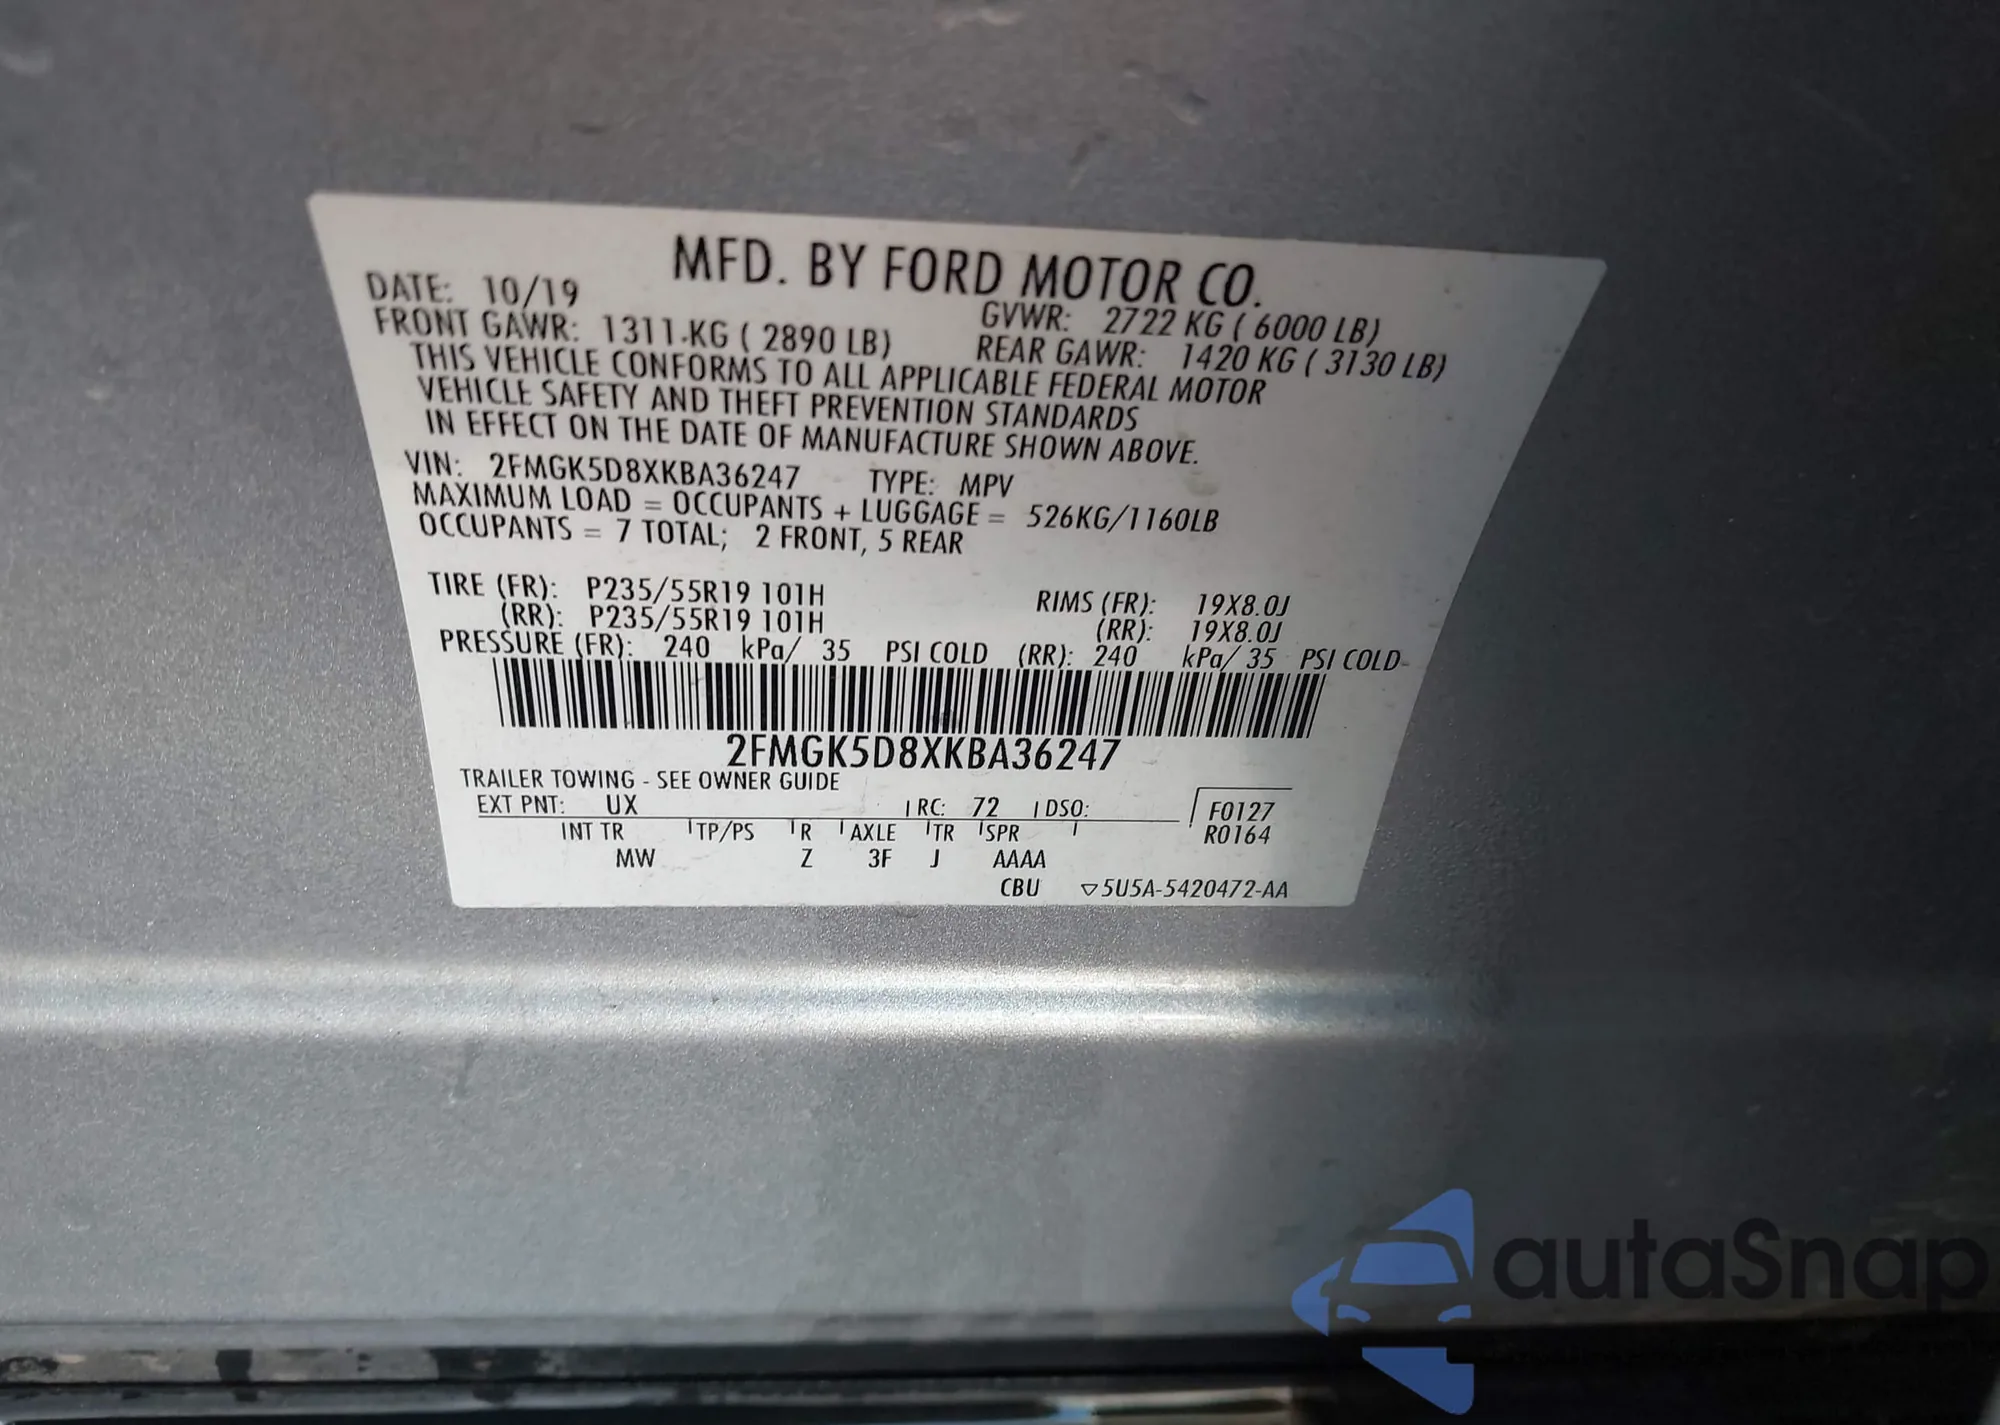 MFD. BY FORD MOTOR CO.
DATE: 10/19 GVWR: 2722 KG ( 6000 LB)
FRONT GAWR: 1311 KG ( 2890 LB) REAR GAWR: 1420 KG ( 3130 LB)
THIS VEHICLE CONFORMS TO ALL APPLICABLE FEDERAL MOTOR
VEHICLE SAFETY AND THEFT PREVENTION STANDARDS
IN EFFECT ON THE DATE OF MANUFACTURE SHOWN ABOVE.
VIN: 2FMGK5D8XKBA36247 TYPE: MPV
MAXIMUM LOAD = OCCUPANTS + LUGGAGE = 526KG/1160LB
OCCUPANTS = 7 TOTAL; 2 FRONT, 5 REAR
TIRE (FR): P235/55R19 101H RIMS (FR): 19X8.0J
(RR): P235/55R19 101H (RR): 19X8.0J
PRESSURE (FR): 240 kPa/ 35 PSI COLD (RR): 240 kPa/ 35 PSI COLD
2FMGK5D8XKBA36247
TRAILER TOWING - SEE OWNER GUIDE
EXT PNT: UX RC: 72 DSO: F0127
INT TR TP/PS R AXLE TR SPR R0164
MW Z 3F J AAAA
CBU ▽5U5A-5420472-AA
autaSnap